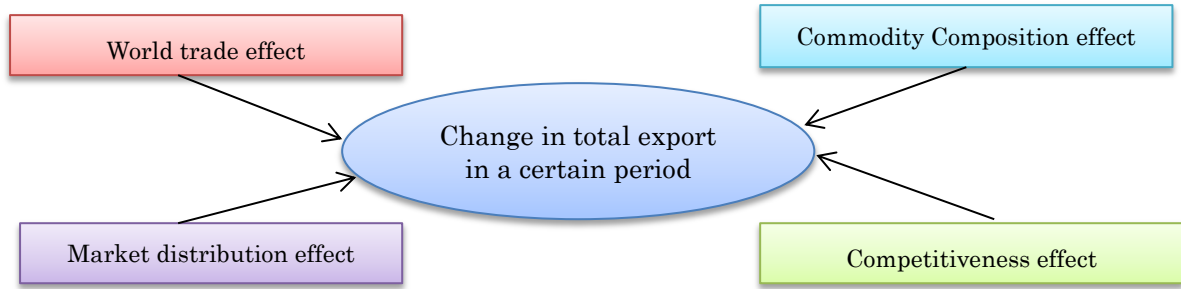 World trade effect
Commodity Composition effect
Change in total export
in a certain period
Market distribution effect
Competitiveness effect